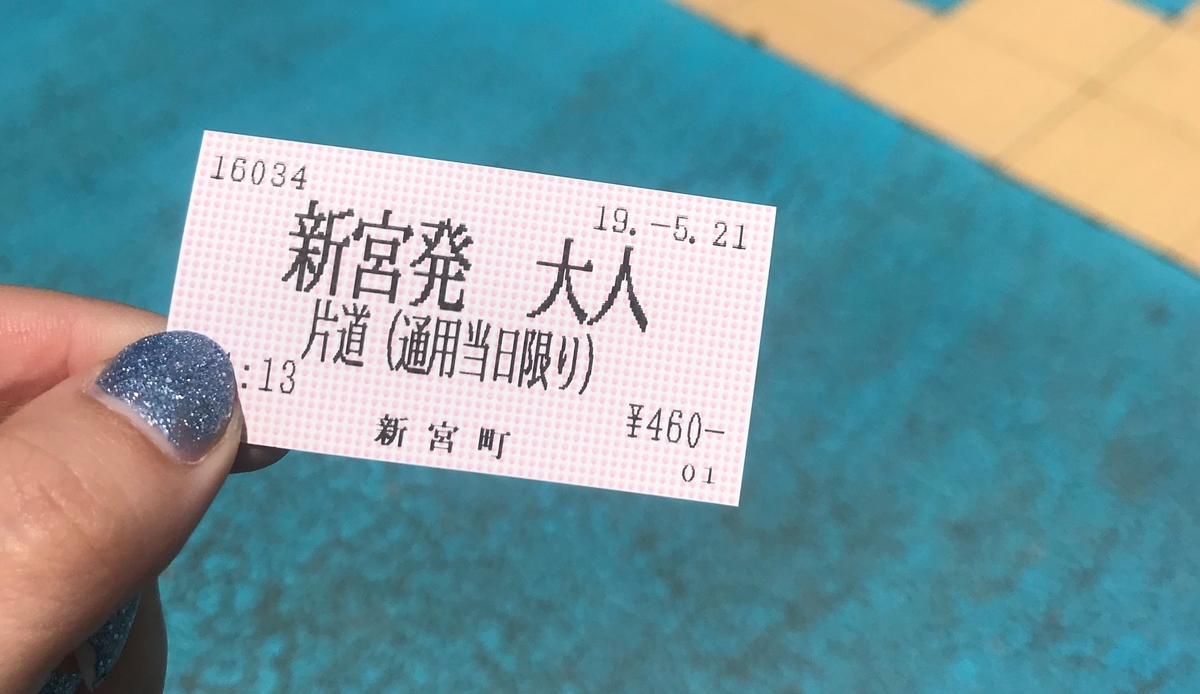 16034
19.-5.21
新宮発 大人
片道(通用当日限り)
:13
新宮町
¥460-
01